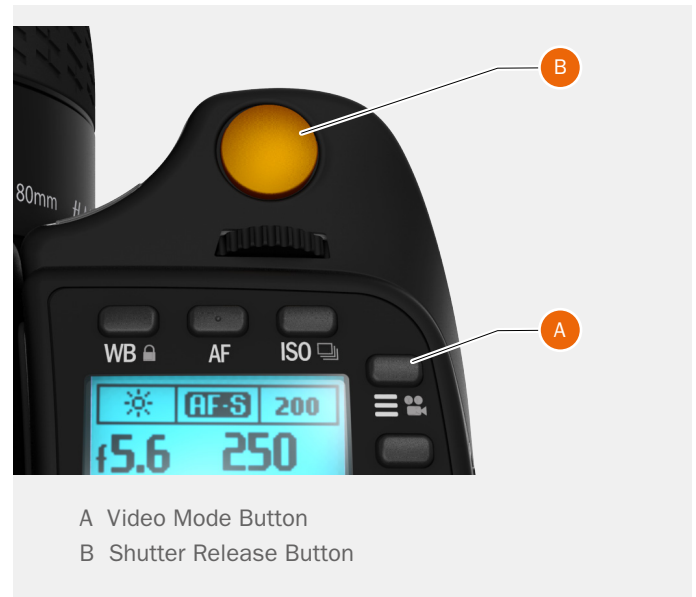 B
80mm
A
WB AF ISO
AF-S 200
f5.6 250
A Video Mode Button
B Shutter Release Button